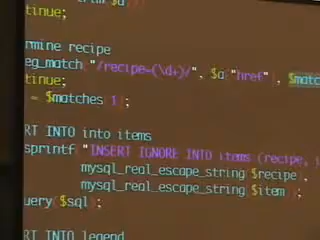 tinue;
rmine recipe
eg_match("/recipe-(\d+)/", $a["href"], $matc
tinue;
= $matches[1];
RT INTO into items
sprintf("INSERT IGNORE INTO items (recipe, i
mysql_real_escape_string($recipe),
mysql_real_escape_string($item));
uery($sql);
RT INTO legend